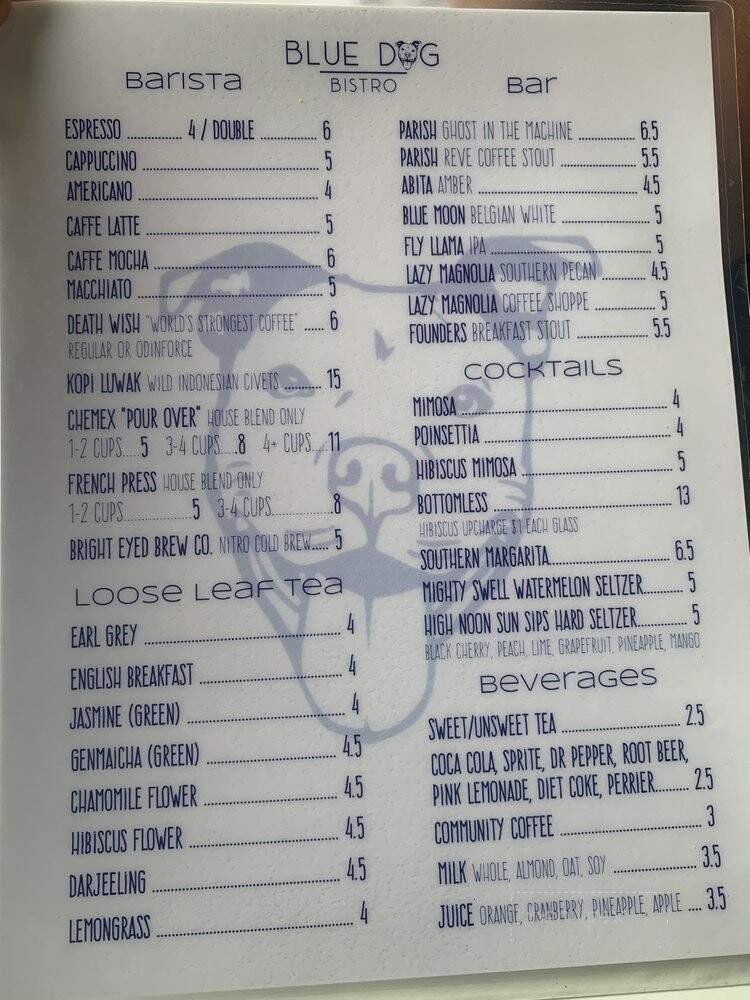 BLUE DOG
BISTRO
Barista
ESPRESSO ............. 4 / DOUBLE ............. 6
CAPPUCCINO ............. 5
AMERICANO ............. 4
CAFFE LATTE ............. 5
CAFFE MOCHA ............. 6
MACCHIATO ............. 5
DEATH WISH "WORLD'S STRONGEST COFFEE" ..... 6
REGULAR OR ODINFORCE
KOPI LUWAK WILD INDONESIAN CIVETS .......... 15
CHEMEX "POUR OVER" HOUSE BLEND ONLY
1-2 CUPS.....5 3-4 CUPS....8 4+ CUPS....11
FRENCH PRESS HOUSE BLEND ONLY
1-2 CUPS...............5 3-4 CUPS...............8
BRIGHT EYED BREW CO. NITRO COLD BREW..... 5
Loose Leaf Tea
EARL GREY ............. 4
ENGLISH BREAKFAST ............. 4
JASMINE (GREEN) ............. 4
GENMAICHA (GREEN) ............. 4.5
CHAMOMILE FLOWER ............. 4.5
HIBISCUS FLOWER ............. 4.5
DARJEELING ............. 4.5
LEMONGRASS ............. 4
Bar
PARISH GHOST IN THE MACHINE ............. 6.5
PARISH REVE COFFEE STOUT ............. 5.5
ABITA AMBER ............. 4.5
BLUE MOON BELGIAN WHITE ............. 5
FLY LLAMA IPA ............. 5
LAZY MAGNOLIA SOUTHERN PECAN .......... 4.5
LAZY MAGNOLIA COFFEE SHOPPE ............. 5
FOUNDERS BREAKFAST STOUT ............. 5.5
Cocktails
MIMOSA ............. 4
POINSETTIA ............. 4
HIBISCUS MIMOSA ............. 5
BOTTOMLESS ............. 13
HIBISCUS UPCHARGE $1 EACH GLASS
SOUTHERN MARGARITA............. 6.5
MIGHTY SWELL WATERMELON SELTZER.......... 5
HIGH NOON SUN SIPS HARD SELTZER............. 5
BLACK CHERRY, PEACH, LIME, GRAPEFRUIT, PINEAPPLE, MANGO
Beverages
SWEET/UNSWEET TEA ............. 2.5
COCA COLA, SPRITE, DR PEPPER, ROOT BEER,
PINK LEMONADE, DIET COKE, PERRIER........ 2.5
COMMUNITY COFFEE ............. 3
MILK WHOLE, ALMOND, OAT, SOY ............. 3.5
JUICE ORANGE, CRANBERRY, PINEAPPLE, APPLE .... 3.5